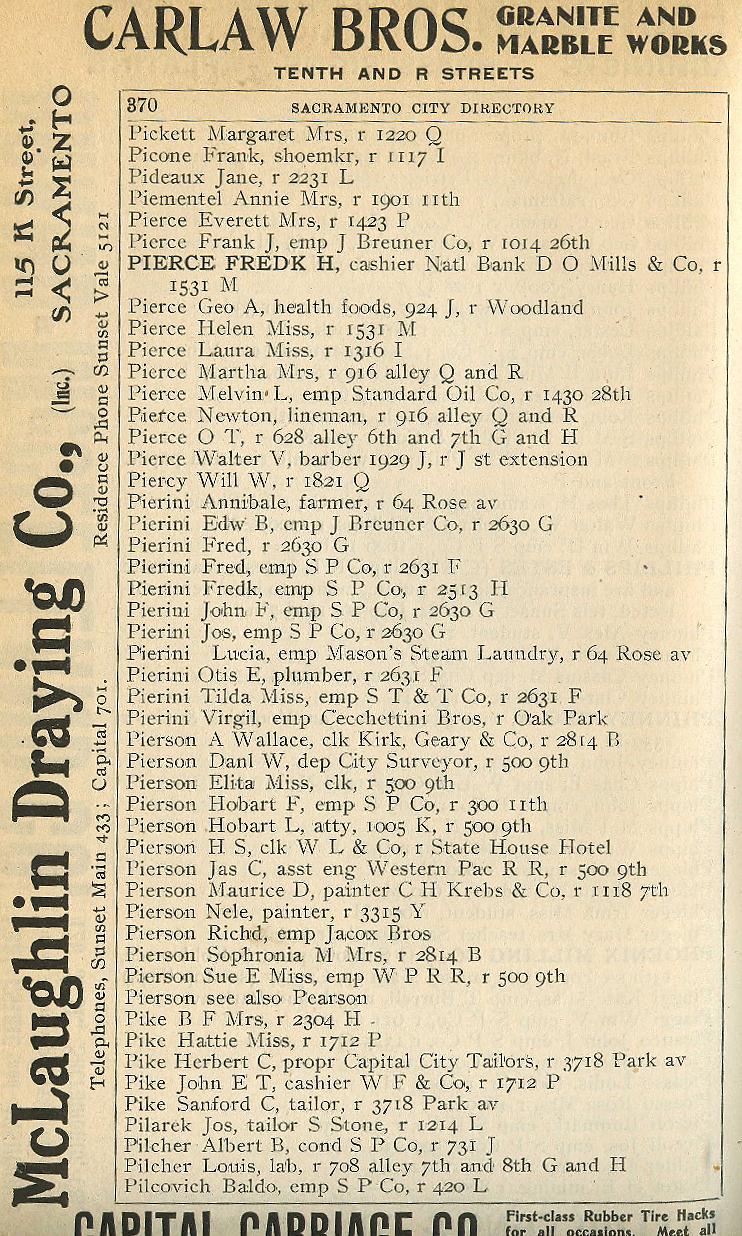 CARLAW BROS. GRANITE AND MARBLE WORKS
TENTH AND R STREETS
McLaughlin Draying Co., (Inc.) 115 K Street, SACRAMENTO
Telephones, Sunset Main 433; Capital 701. Residence Phone Sunset Vale 5121
370 SACRAMENTO CITY DIRECTORY
Pickett Margaret Mrs, r 1220 Q
Picone Frank, shoemkr, r 1117 I
Pideaux Jane, r 2231 L
Piementel Annie Mrs, r 1901 11th
Pierce Everett Mrs, r 1423 P
Pierce Frank J, emp J Breuner Co, r 1014 26th
PIERCE FREDK H, cashier Natl Bank D O Mills & Co, r
1531 M
Pierce Geo A, health foods, 924 J, r Woodland
Pierce Helen Miss, r 1531 M
Pierce Laura Miss, r 1316 I
Pierce Martha Mrs, r 916 alley Q and R
Pierce Melvin L, emp Standard Oil Co, r 1430 28th
Pierce Newton, lineman, r 916 alley Q and R
Pierce O T, r 628 alley 6th and 7th G and H
Pierce Walter V, barber 1929 J, r J st extension
Piercy Will W, r 1821 Q
Pierini Annibale, farmer, r 64 Rose av
Pierini Edw B, emp J Breuner Co, r 2630 G
Pierini Fred, r 2630 G
Pierini Fred, emp S P Co, r 2631 F
Pierini Fredk, emp S P Co, r 2513 H
Pierini John F, emp S P Co, r 2630 G
Pierini Jos, emp S P Co, r 2630 G
Pierini Lucia, emp Mason's Steam Laundry, r 64 Rose av
Pierini Otis E, plumber, r 2631 F
Pierini Tilda Miss, emp S T & T Co, r 2631 F
Pierini Virgil, emp Cecchettini Bros, r Oak Park
Pierson A Wallace, clk Kirk, Geary & Co, r 2814 B
Pierson Danl W, dep City Surveyor, r 500 9th
Pierson Elita Miss, clk, r 500 9th
Pierson Hobart F, emp S P Co, r 300 11th
Pierson Hobart L, atty, 1005 K, r 500 9th
Pierson H S, clk W L & Co, r State House Hotel
Pierson Jas C, asst eng Western Pac R R, r 500 9th
Pierson Maurice D, painter C H Krebs & Co, r 1118 7th
Pierson Nele, painter, r 3315 Y
Pierson Richd, emp Jacox Bros
Pierson Sophronia M Mrs, r 2814 B
Pierson Sue E Miss, emp W P R R, r 500 9th
Pierson see also Pearson
Pike B F Mrs, r 2304 H
Pike Hattie Miss, r 1712 P
Pike Herbert C, propr Capital City Tailors, r 3718 Park av
Pike John E T, cashier W F & Co, r 1712 P
Pike Sanford C, tailor, r 3718 Park av
Pilarek Jos, tailor S Stone, r 1214 L
Pilcher Albert B, cond S P Co, r 731 J
Pilcher Louis, lab, r 708 alley 7th and 8th G and H
Pilcovich Baldo, emp S P Co, r 420 L
CAPITAL CARRIAGE CO. First-class Rubber Tire Hacks
for all occasions. Meet all